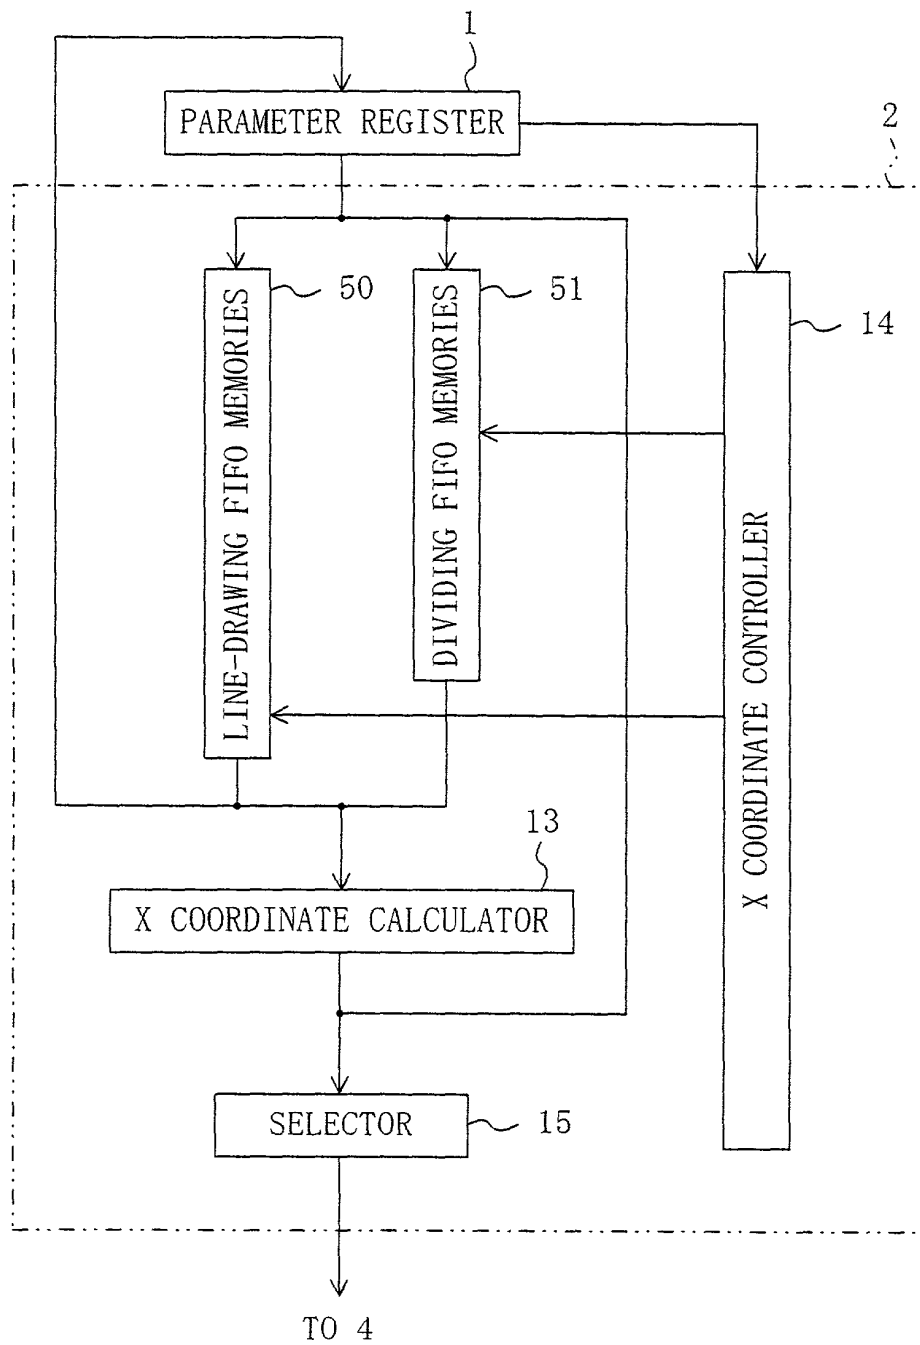 1
PARAMETER REGISTER
2
50
51
14
LINE-DRAWING FIFO MEMORIES
DIVIDING FIFO MEMORIES
X COORDINATE CONTROLLER
13
X COORDINATE CALCULATOR
SELECTOR
15
TO 4